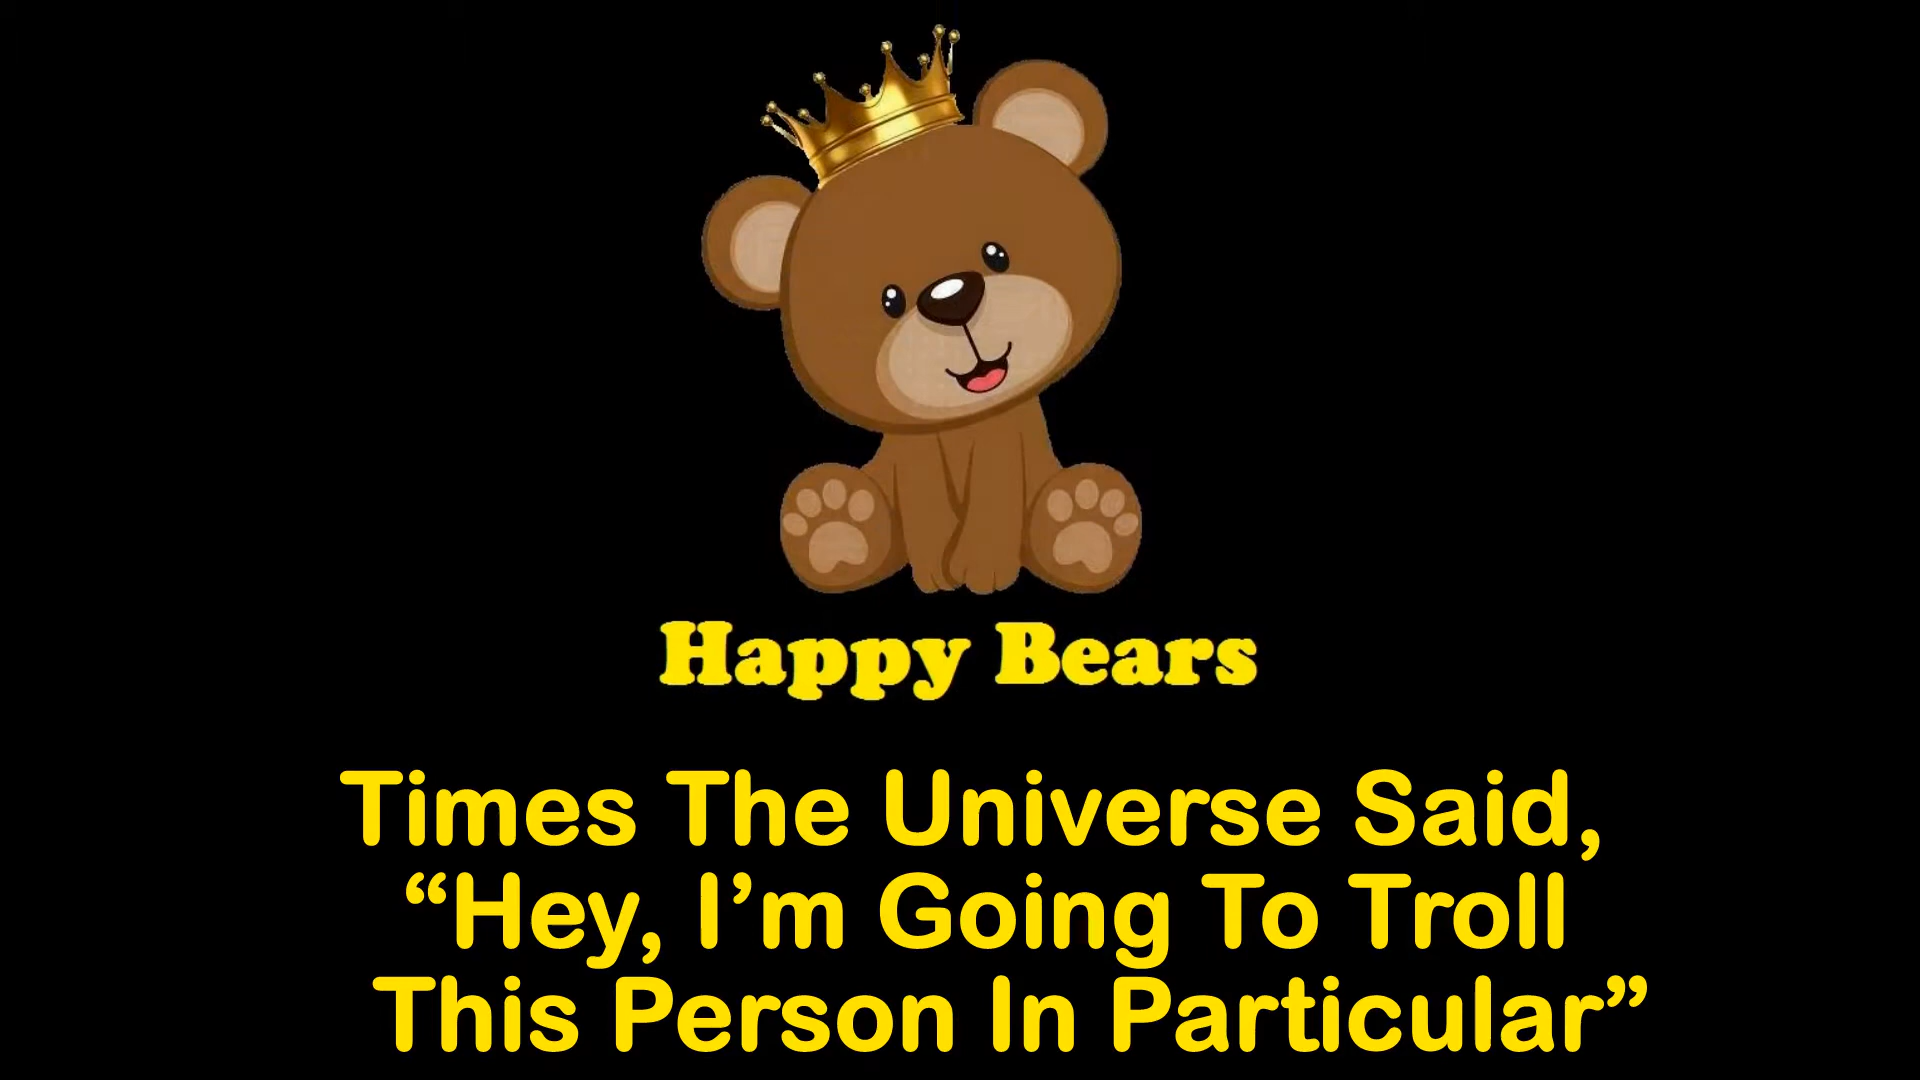 Happy Bears
Times The Universe Said,
“Hey, I’m Going To Troll
This Person In Particular”